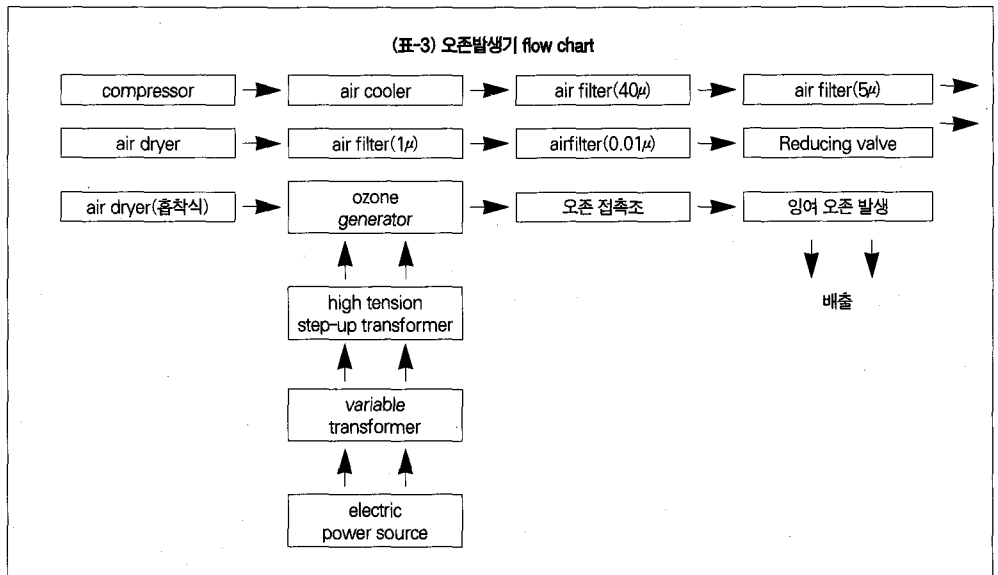 (표-3) 오존발생기 flow chart
compressor
air cooler
air filter(40μ)
air filter(5μ)
air dryer
air filter(1μ)
airfilter(0.01μ)
Reducing valve
air dryer(흡착식)
ozone
generator
오존 접촉조
잉여 오존 발생
배출
high tension
step-up transformer
variable
transformer
electric
power source